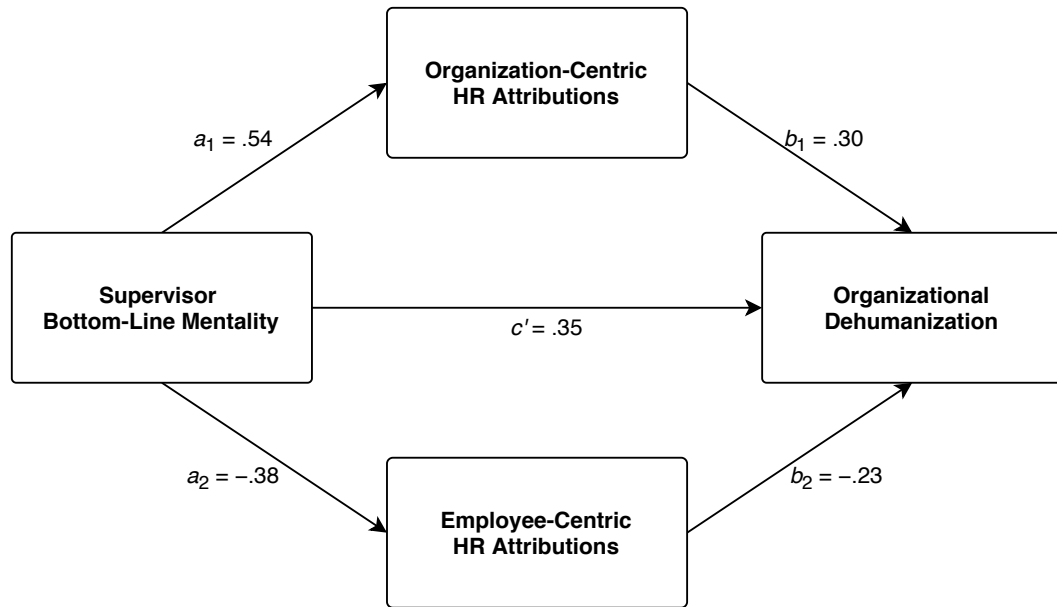 Organization-Centric
HR Attributions
a₁ = .54
b₁ = .30
Supervisor
Bottom-Line Mentality
c' = .35
Organizational
Dehumanization
a₂ = −.38
b₂ = −.23
Employee-Centric
HR Attributions